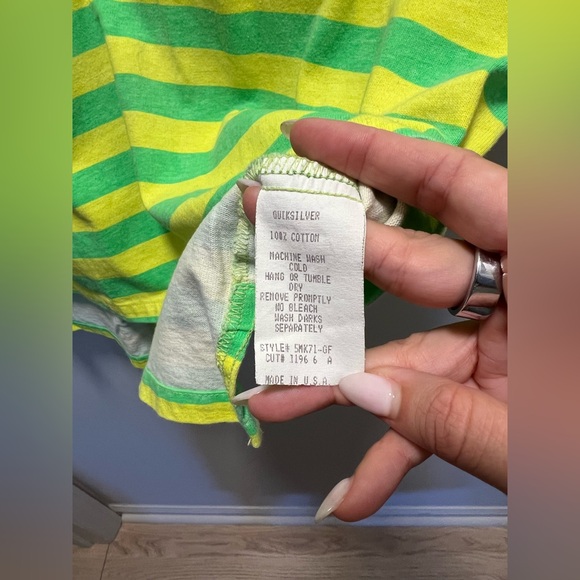 QUIKSILVER
100% COTTON
MACHINE WASH
COLD
HANG OR TUMBLE
DRY
REMOVE PROMPTLY
NO BLEACH
WASH DARKS
SEPARATELY
STYLE# 5MK71-GF
CUT# 1196 6 A
MADE IN U.S.A.